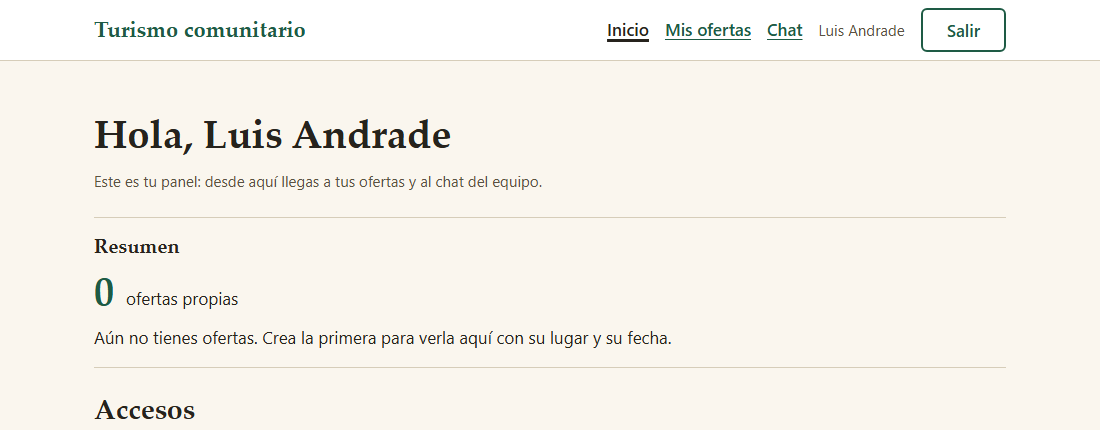 Turismo comunitario
Inicio Mis ofertas Chat Luis Andrade Salir
Hola, Luis Andrade
Este es tu panel: desde aquí llegas a tus ofertas y al chat del equipo.
Resumen
0 ofertas propias
Aún no tienes ofertas. Crea la primera para verla aquí con su lugar y su fecha.
Accesos